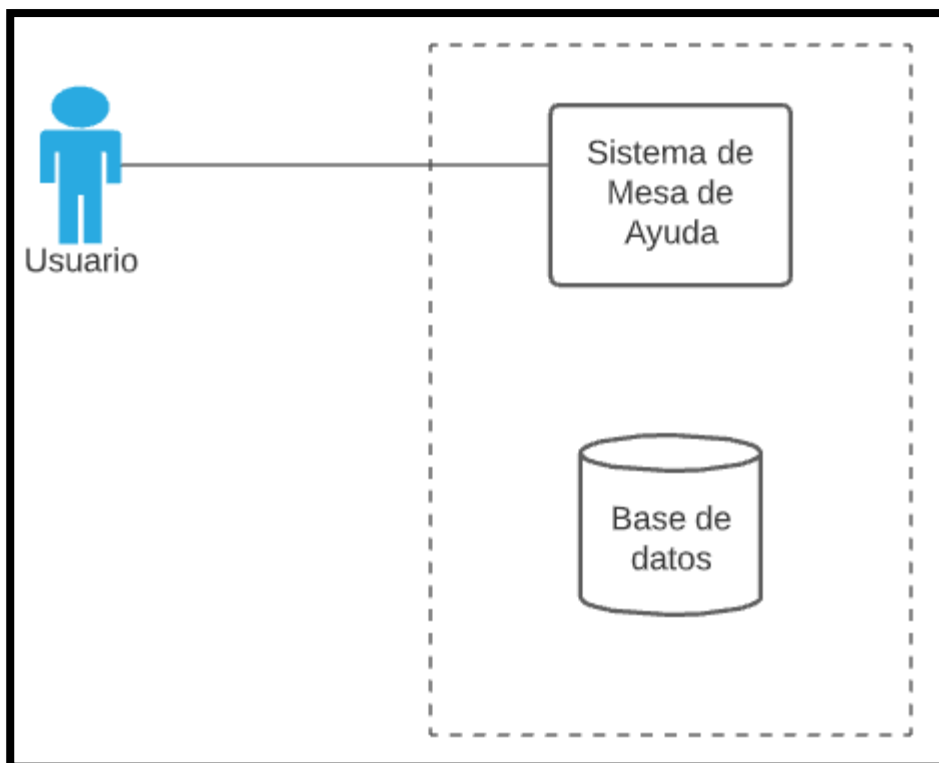 Usuario
Sistema de
Mesa de
Ayuda
Base de
datos